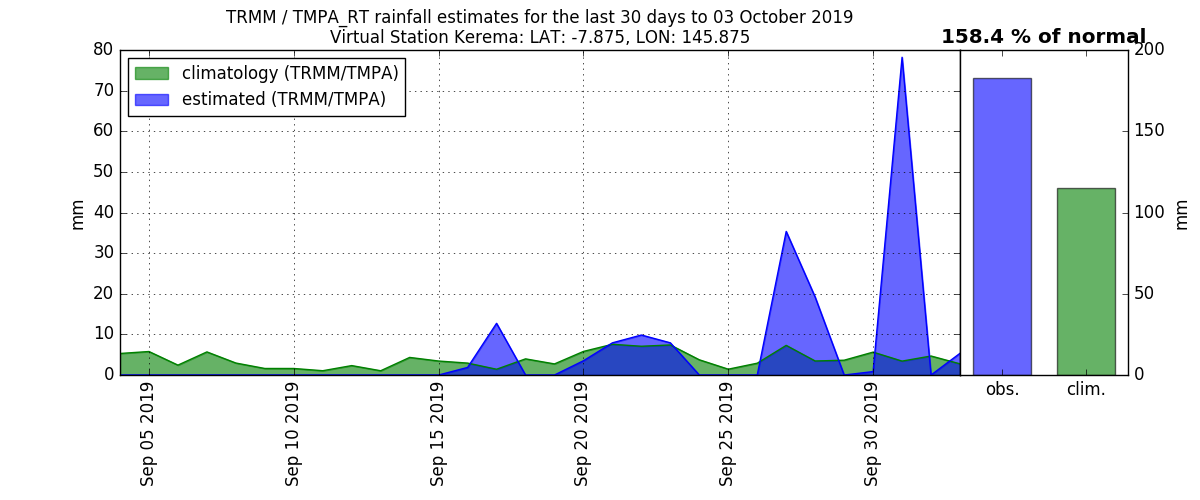 TRMM / TMPA_RT rainfall estimates for the last 30 days to 03 October 2019
Virtual Station Kerema: LAT: -7.875, LON: 145.875
158.4 % of normal
climatology (TRMM/TMPA)
estimated (TRMM/TMPA)
80
70
60
50
40
30
20
10
0
mm
Sep 05 2019
Sep 10 2019
Sep 15 2019
Sep 20 2019
Sep 25 2019
Sep 30 2019
200
150
100
50
0
mm
obs.
clim.